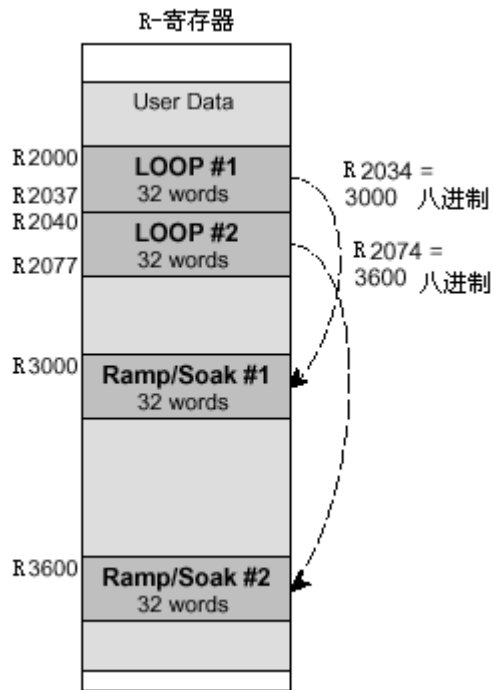 R-寄存器
User Data
R2000
LOOP #1
32 words
R2037
R2040
LOOP #2
32 words
R2077
R2034 =
3000 八进制
R2074 =
3600 八进制
R3000
Ramp/Soak #1
32 words
R3600
Ramp/Soak #2
32 words